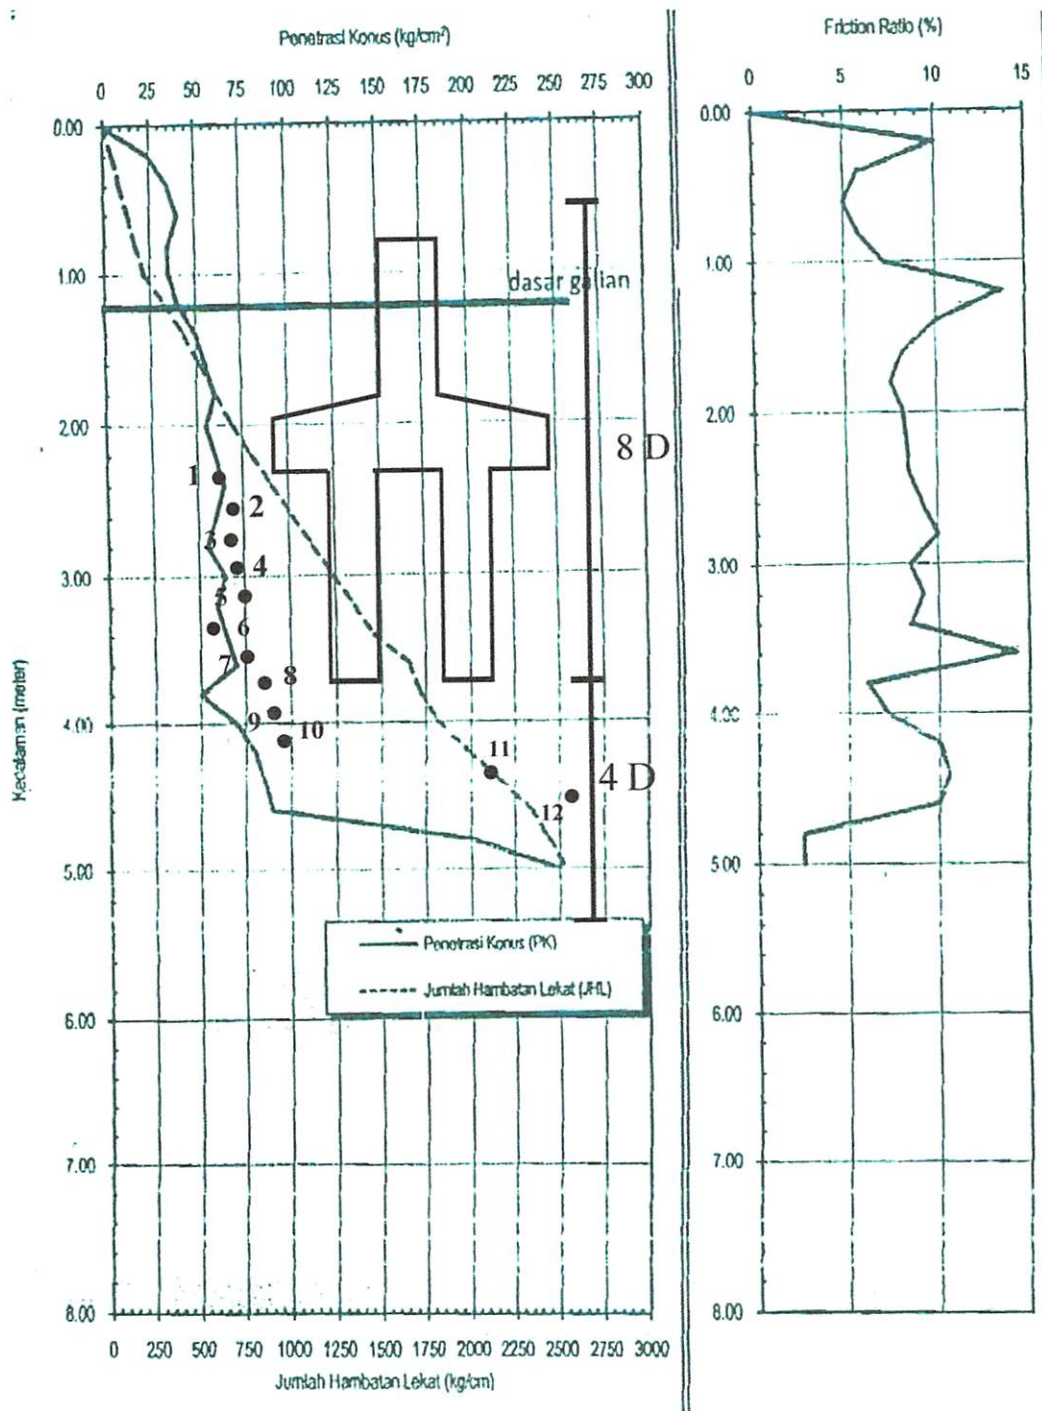 Penetrasi Konus (kg/cm²)
0 25 50 75 100 125 150 175 200 225 250 275 300
0.00
1.00
2.00
3.00
4.00
5.00
6.00
7.00
8.00
Kedalaman (meter)
dasar galian
8 D
4 D
1
2
3
4
5
6
7
8
9
10
11
12
Penetrasi Konus (PK)
Jumlah Hambatan Lekat (JHL)
0 250 500 750 1000 1250 1500 1750 2000 2250 2500 2750 3000
Jumlah Hambatan Lekat (kg/cm)
Friction Ratio (%)
0 5 10 15
0.00
1.00
2.00
3.00
4.00
5.00
6.00
7.00
8.00